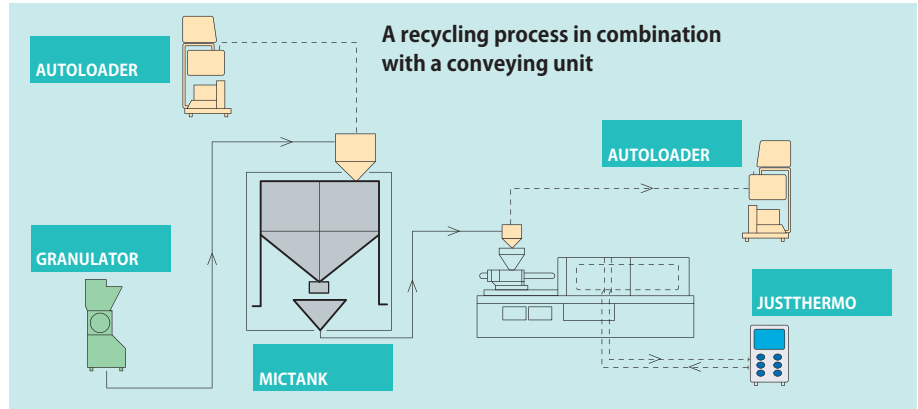 A recycling process in combination
with a conveying unit
AUTOLOADER
AUTOLOADER
GRANULATOR
JUSTTHERMO
MICTANK